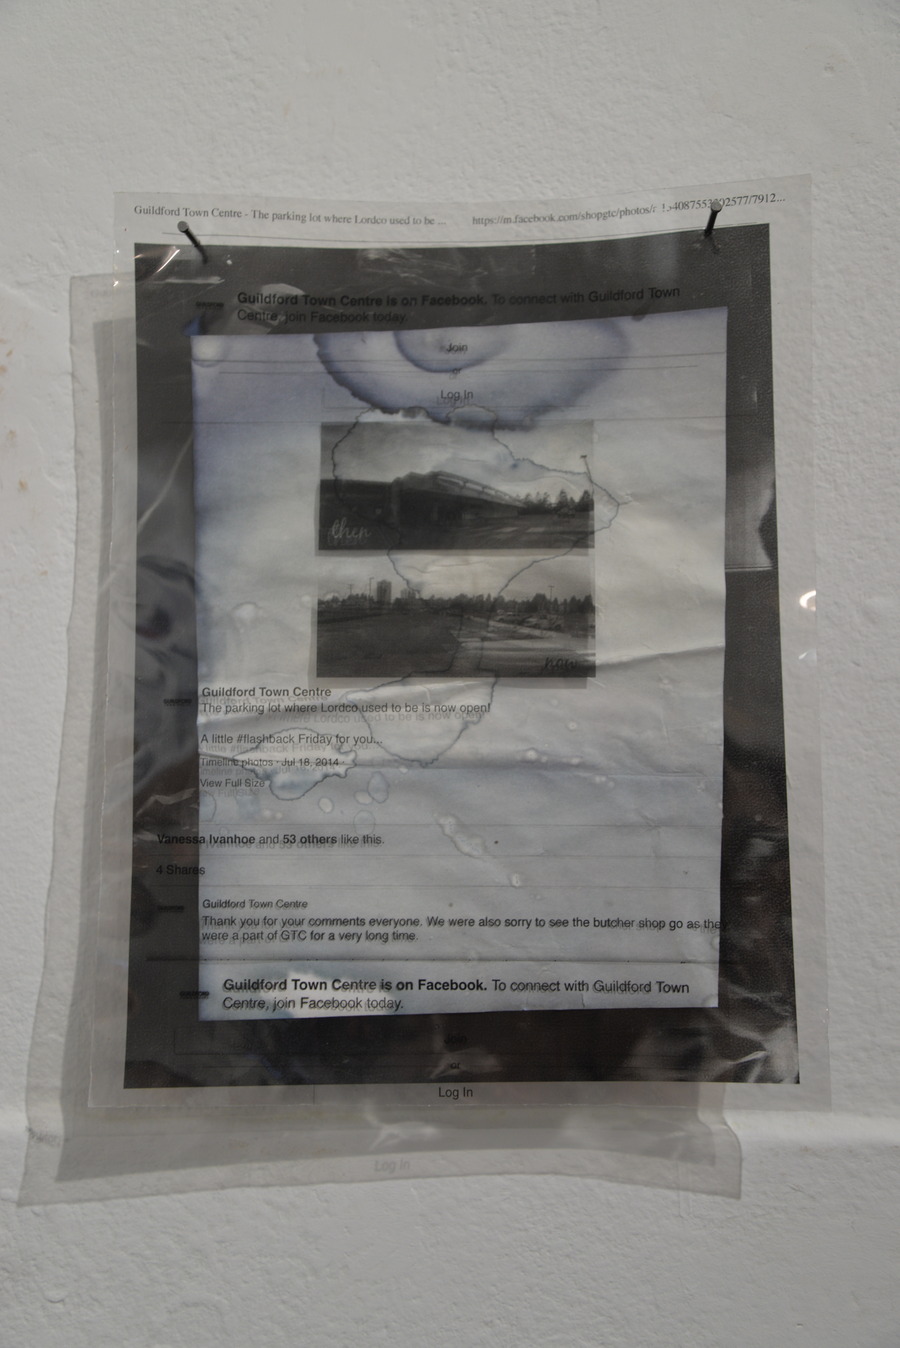 Guildford Town Centre - The parking lot where Lordco used to be ...
https://m.facebook.com/shopgtc/photos/
Guildford Town Centre is on Facebook. To connect with Guildford Town
Centre, join Facebook today.
Join
or
Log In
then
now
Guildford Town Centre
The parking lot where Lordco used to be is now open!
A little #flashback Friday for you...
Timeline photos · Jul 18, 2014 ·
View Full Size
Vanessa Ivanhoe and 53 others like this.
4 Shares
Guildford Town Centre
Thank you for your comments everyone. We were also sorry to see the butcher shop go as they
were a part of GTC for a very long time.
Guildford Town Centre is on Facebook. To connect with Guildford Town
Centre, join Facebook today.
Join
or
Log In